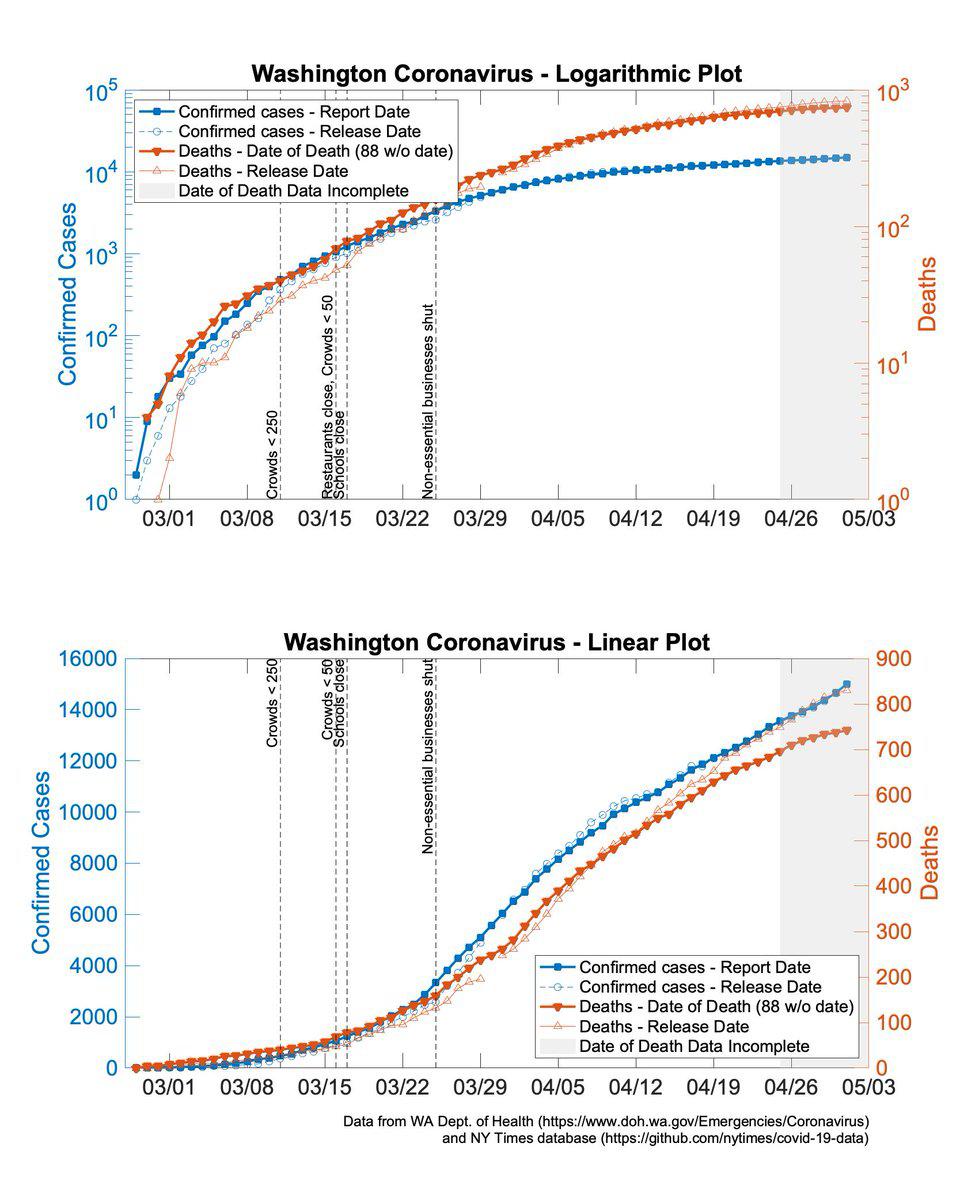 Washington Coronavirus - Logarithmic Plot
10^5
10^4
10^3
10^2
10^1
10^0
Confirmed Cases
Confirmed cases - Report Date
Confirmed cases - Release Date
Deaths - Date of Death (88 w/o date)
Deaths - Release Date
Date of Death Data Incomplete
Crowds < 250
Restaurants close, Crowds < 50
Schools close
Non-essential businesses shut
10^3
10^2
10^1
10^0
Deaths
03/01 03/08 03/15 03/22 03/29 04/05 04/12 04/19 04/26 05/03
Washington Coronavirus - Linear Plot
16000
14000
12000
10000
8000
6000
4000
2000
0
Confirmed Cases
Crowds < 250
Crowds < 50
Schools close
Non-essential businesses shut
Confirmed cases - Report Date
Confirmed cases - Release Date
Deaths - Date of Death (88 w/o date)
Deaths - Release Date
Date of Death Data Incomplete
900
800
700
600
500
400
300
200
100
0
Deaths
03/01 03/08 03/15 03/22 03/29 04/05 04/12 04/19 04/26 05/03
Data from WA Dept. of Health (https://www.doh.wa.gov/Emergencies/Coronavirus)
and NY Times database (https://github.com/nytimes/covid-19-data)